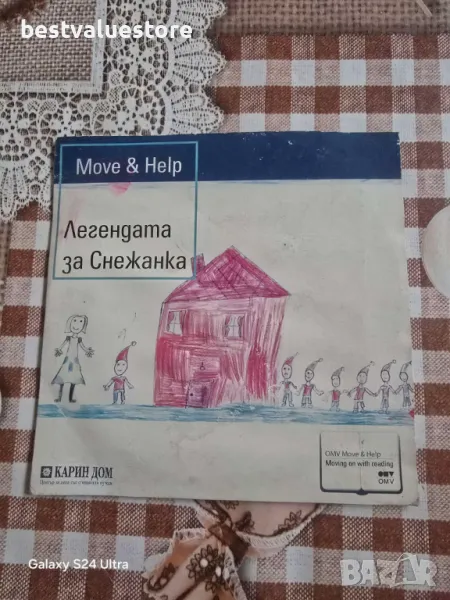 bestvaluestore
Move & Help
Легендата
за Снежанка
OMV Move & Help
Moving on with reading
OMV
КАРИН ДОМ
Galaxy S24 Ultra
BAZAR